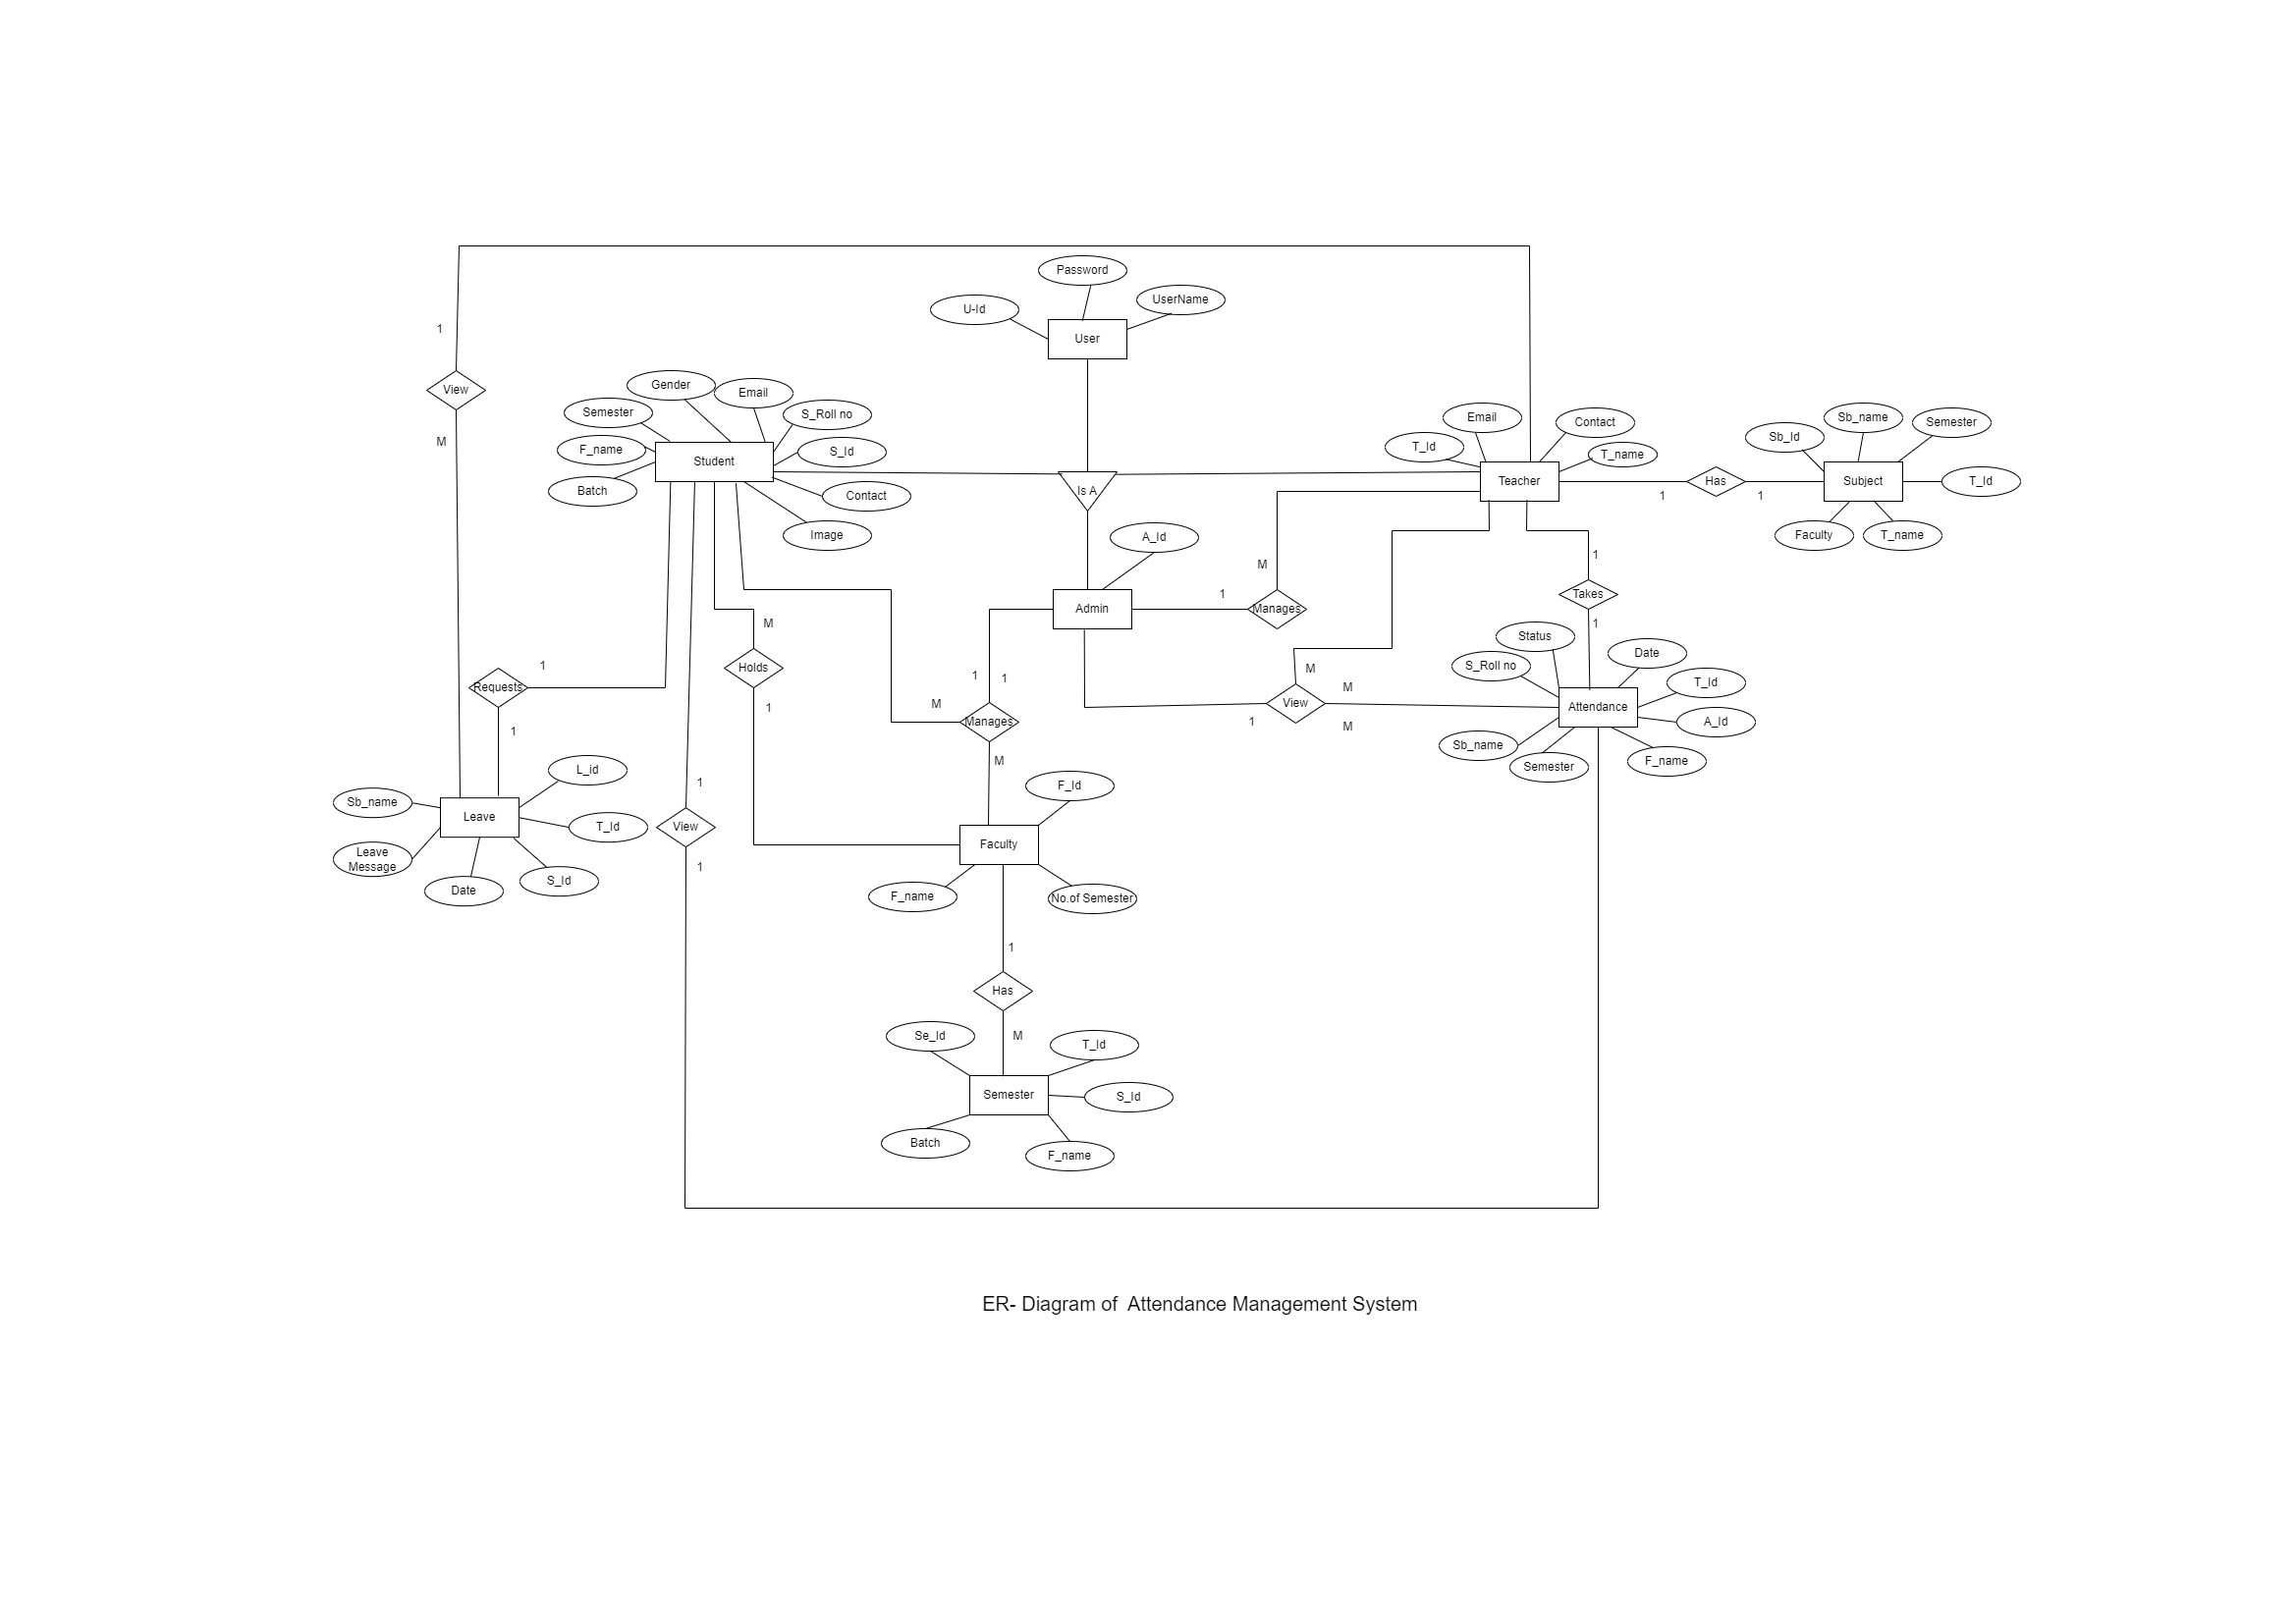 Password
UserName
U-Id
User
1
View
M
Gender
Email
Semester
S_Roll no
F_name
S_Id
Student
Batch
Contact
Image
Is A
Email
Contact
T_Id
T_name
Teacher
1
Has
1
Sb_Id
Sb_name
Semester
Subject
T_Id
Faculty
T_name
A_Id
Admin
1
M
Manages
1
Takes
1
M
Holds
1
1
Requests
1
1
1
M
Manages
M
M
View
1
M
M
Status
Date
S_Roll no
T_Id
Attendance
A_Id
Sb_name
Semester
F_name
L_id
Sb_name
Leave
T_Id
Leave
Message
Date
S_Id
1
View
1
F_Id
Faculty
F_name
No.of Semester
1
Has
M
Se_Id
T_Id
Semester
S_Id
Batch
F_name
ER- Diagram of  Attendance Management System